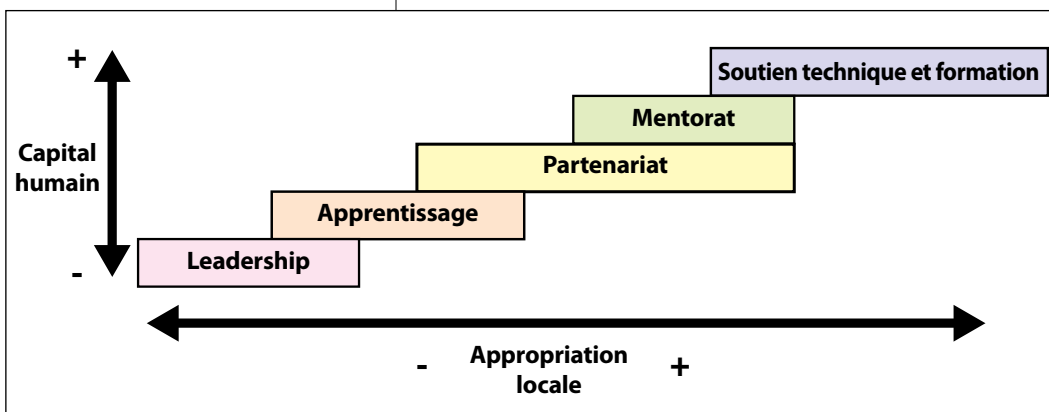 +
Soutien technique et formation
Mentorat
Capital
humain
Partenariat
Apprentissage
Leadership
-
- Appropriation +
locale